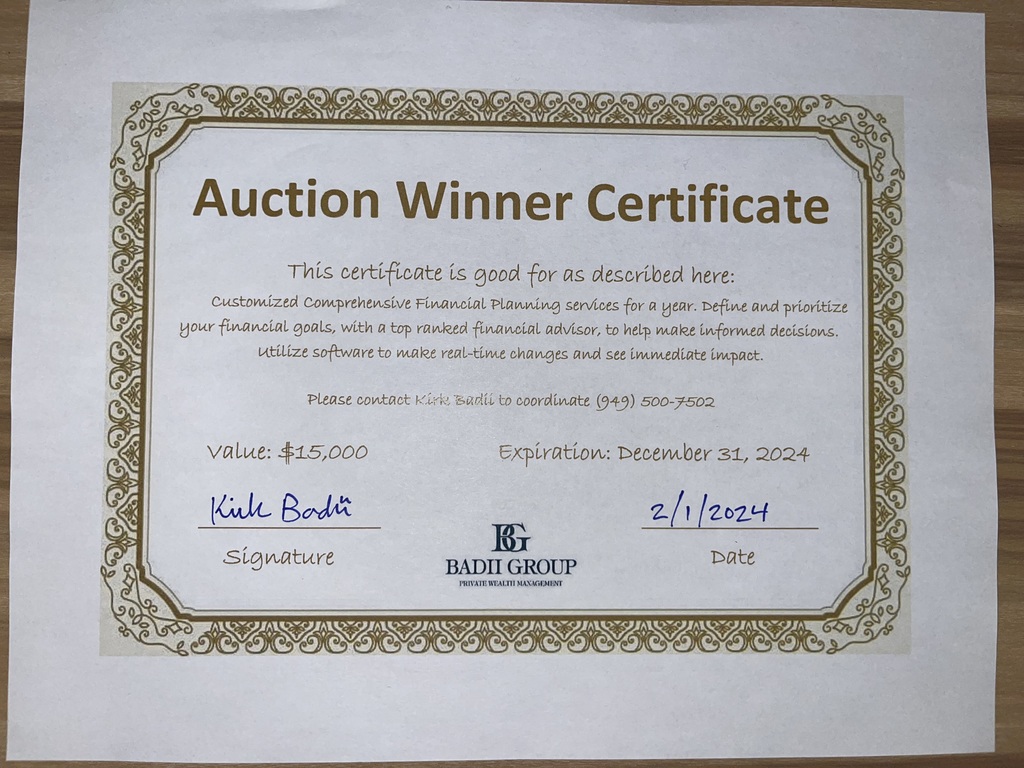 Auction Winner Certificate
This certificate is good for as described here:
Customized Comprehensive Financial Planning services for a year. Define and prioritize
your financial goals, with a top ranked financial advisor, to help make informed decisions.
Utilize software to make real-time changes and see immediate impact.
Please contact Kirk Badii to coordinate (949) 500-7502
Value: $15,000
Expiration: December 31, 2024
Kirk Badii
2/1/2024
Signature
Date
BG
BADII GROUP
PRIVATE WEALTH MANAGEMENT